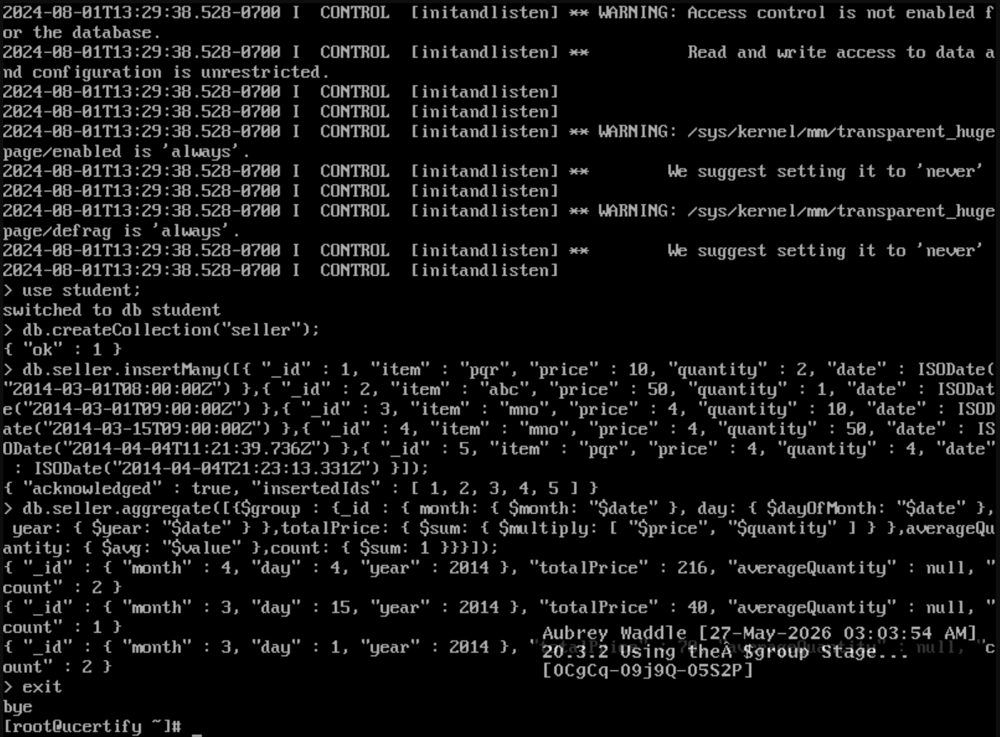 2024-08-01T13:29:38.528-0700 I  CONTROL  [initandlisten] ** WARNING: Access control is not enabled f
or the database.
2024-08-01T13:29:38.528-0700 I  CONTROL  [initandlisten] **          Read and write access to data a
nd configuration is unrestricted.
2024-08-01T13:29:38.528-0700 I  CONTROL  [initandlisten]
2024-08-01T13:29:38.528-0700 I  CONTROL  [initandlisten]
2024-08-01T13:29:38.528-0700 I  CONTROL  [initandlisten] ** WARNING: /sys/kernel/mm/transparent_huge
page/enabled is 'always'.
2024-08-01T13:29:38.528-0700 I  CONTROL  [initandlisten] **        We suggest setting it to 'never'
2024-08-01T13:29:38.528-0700 I  CONTROL  [initandlisten]
2024-08-01T13:29:38.528-0700 I  CONTROL  [initandlisten] ** WARNING: /sys/kernel/mm/transparent_huge
page/defrag is 'always'.
2024-08-01T13:29:38.528-0700 I  CONTROL  [initandlisten] **        We suggest setting it to 'never'
2024-08-01T13:29:38.528-0700 I  CONTROL  [initandlisten]
> use student;
switched to db student
> db.createCollection("seller");
{ "ok" : 1 }
> db.seller.insertMany([{ "_id" : 1, "item" : "pqr", "price" : 10, "quantity" : 2, "date" : ISODate(
"2014-03-01T08:00:00Z") },{ "_id" : 2, "item" : "abc", "price" : 50, "quantity" : 1, "date" : ISODat
e("2014-03-01T09:00:00Z") },{ "_id" : 3, "item" : "mno", "price" : 4, "quantity" : 10, "date" : ISOD
ate("2014-03-15T09:00:00Z") },{ "_id" : 4, "item" : "mno", "price" : 4, "quantity" : 50, "date" : IS
ODate("2014-04-04T11:21:39.736Z") },{ "_id" : 5, "item" : "pqr", "price" : 4, "quantity" : 4, "date"
 : ISODate("2014-04-04T21:23:13.331Z") }]);
{ "acknowledged" : true, "insertedIds" : [ 1, 2, 3, 4, 5 ] }
> db.seller.aggregate([{$group : {_id : { month: { $month: "$date" }, day: { $dayOfMonth: "$date" },
 year: { $year: "$date" } },totalPrice: { $sum: { $multiply: [ "$price", "$quantity" ] } },averageQu
antity: { $avg: "$value" },count: { $sum: 1 }}}]);
{ "_id" : { "month" : 4, "day" : 4, "year" : 2014 }, "totalPrice" : 216, "averageQuantity" : null, "
count" : 2 }
{ "_id" : { "month" : 3, "day" : 15, "year" : 2014 }, "totalPrice" : 40, "averageQuantity" : null, "
count" : 1 }
{ "_id" : { "month" : 3, "day" : 1, "year" : 2014 }, "totalPrice" : 70, "averageQuantity" : null, "c
ount" : 2 }
Aubrey Waddle [27-May-2026 03:03:54 AM]
20.3.2 Using theÂ $group Stage...
[OCgCq-O9j9Q-O5S2P]
> exit
bye
[root@ucertify ~]# _